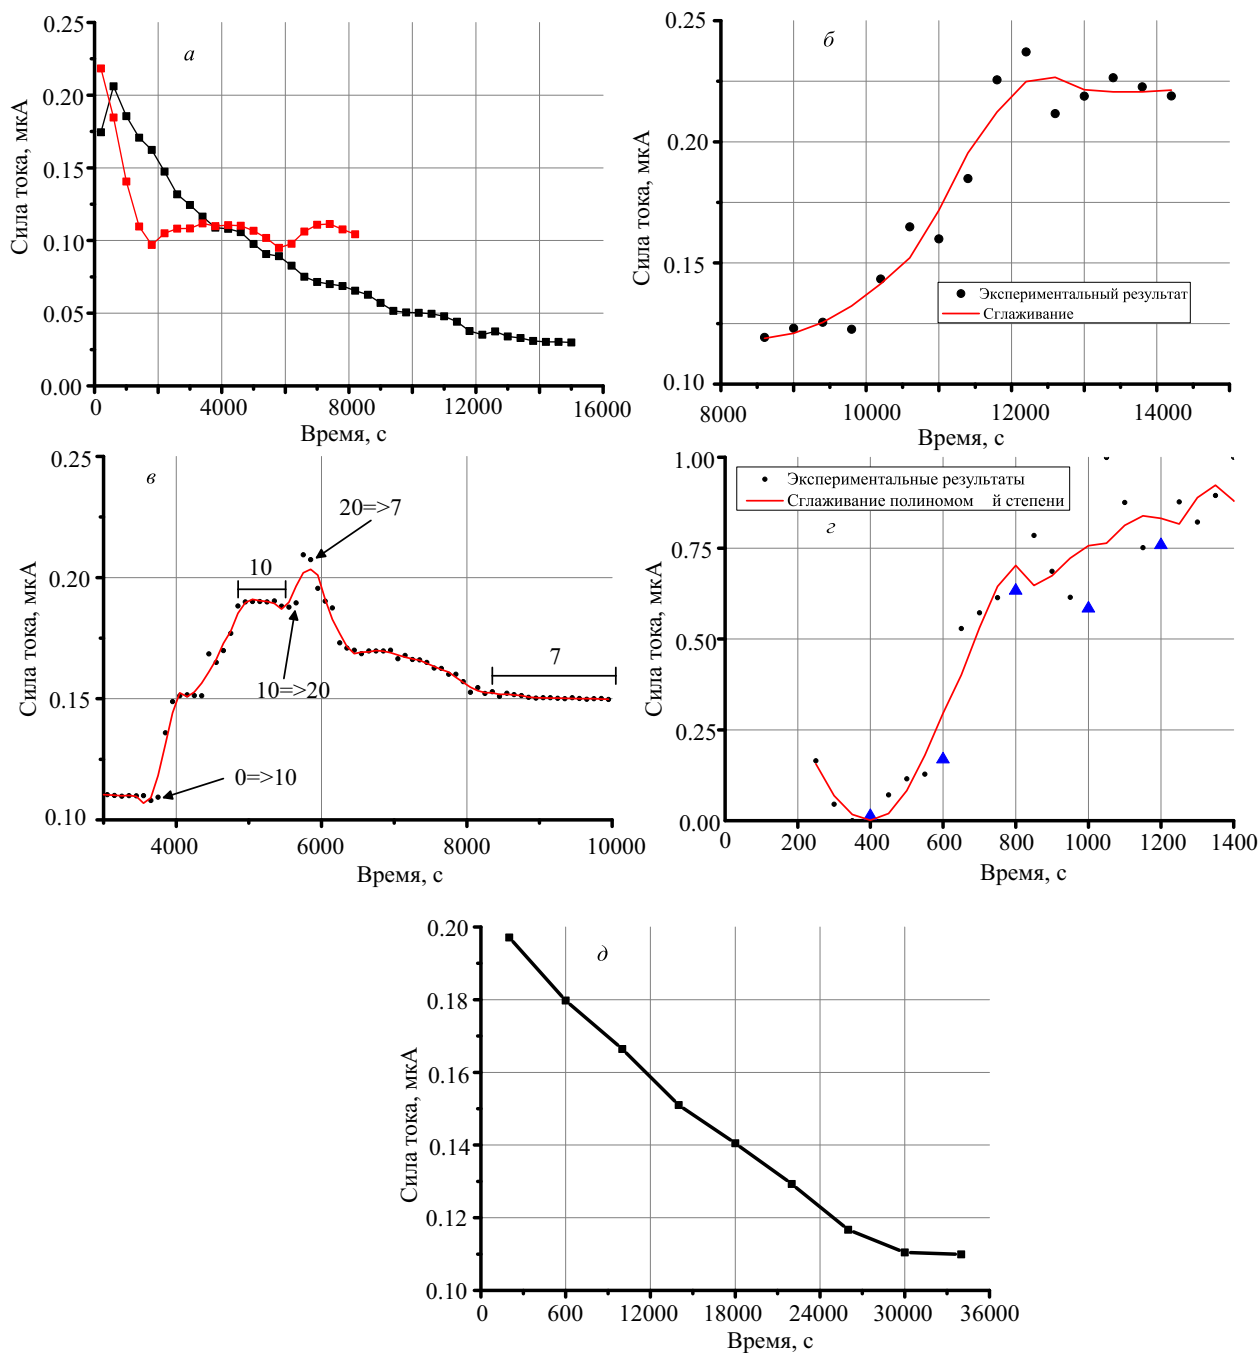 а
Сила тока, мкА
0.25
0.20
0.15
0.10
0.05
0.00
0 4000 8000 12000 16000
Время, с
б
Сила тока, мкА
0.25
0.20
0.15
0.10
Экспериментальный результат
Сглаживание
8000 10000 12000 14000
Время, с
в
Сила тока, мкА
0.25
0.20
0.15
0.10
20=>7
10
10=>20
7
0=>10
4000 6000 8000 10000
Время, с
Экспериментальные результаты
Сглаживание полиномом й степени
г
Сила тока, мкА
1.00
0.75
0.50
0.25
0.00
0 200 400 600 800 1000 1200 1400
Время, с
д
Сила тока, мкА
0.20
0.18
0.16
0.14
0.12
0.10
0 600 12000 18000 24000 30000 36000
Время, с